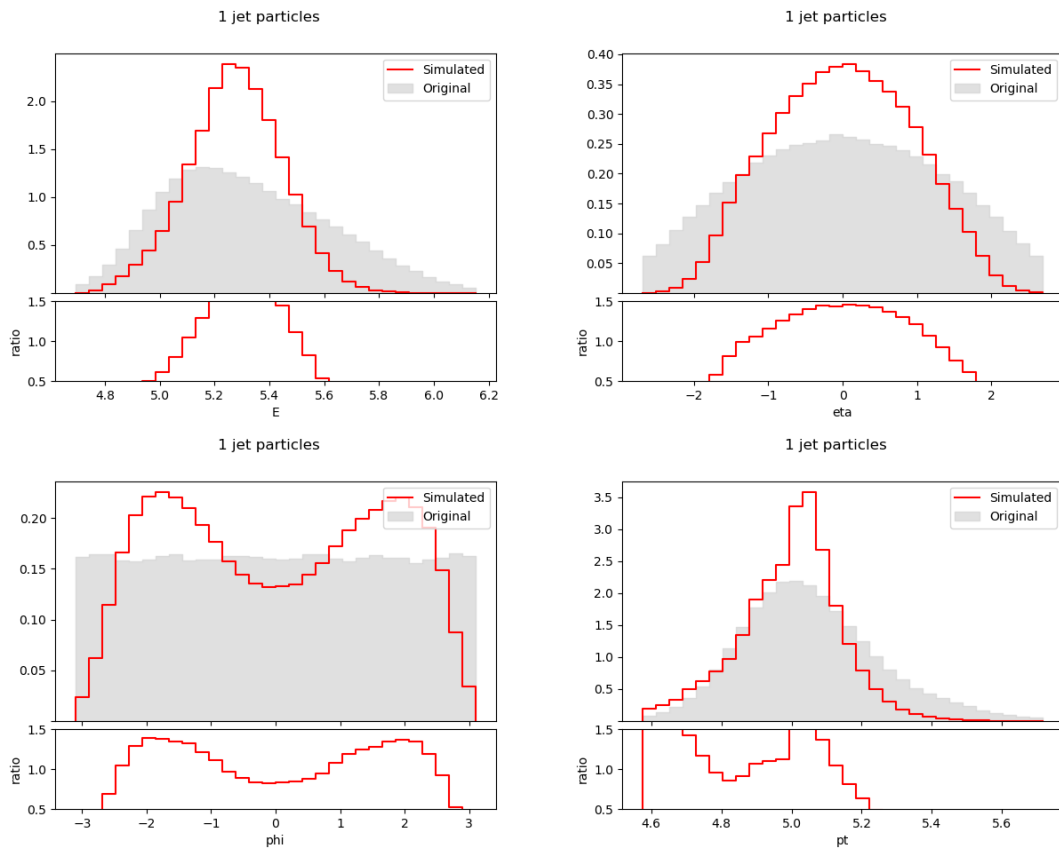 1 jet particles
1 jet particles
Simulated
Original
2.0
1.5
1.0
0.5
1.5
1.0
0.5
ratio
4.8 5.0 5.2 5.4 5.6 5.8 6.0 6.2
E
Simulated
Original
0.40
0.35
0.30
0.25
0.20
0.15
0.10
0.05
1.5
1.0
0.5
ratio
−2 −1 0 1 2
eta
1 jet particles
1 jet particles
Simulated
Original
0.20
0.15
0.10
0.05
1.5
1.0
0.5
ratio
−3 −2 −1 0 1 2 3
phi
Simulated
Original
3.5
3.0
2.5
2.0
1.5
1.0
0.5
1.5
1.0
0.5
ratio
4.6 4.8 5.0 5.2 5.4 5.6
pt